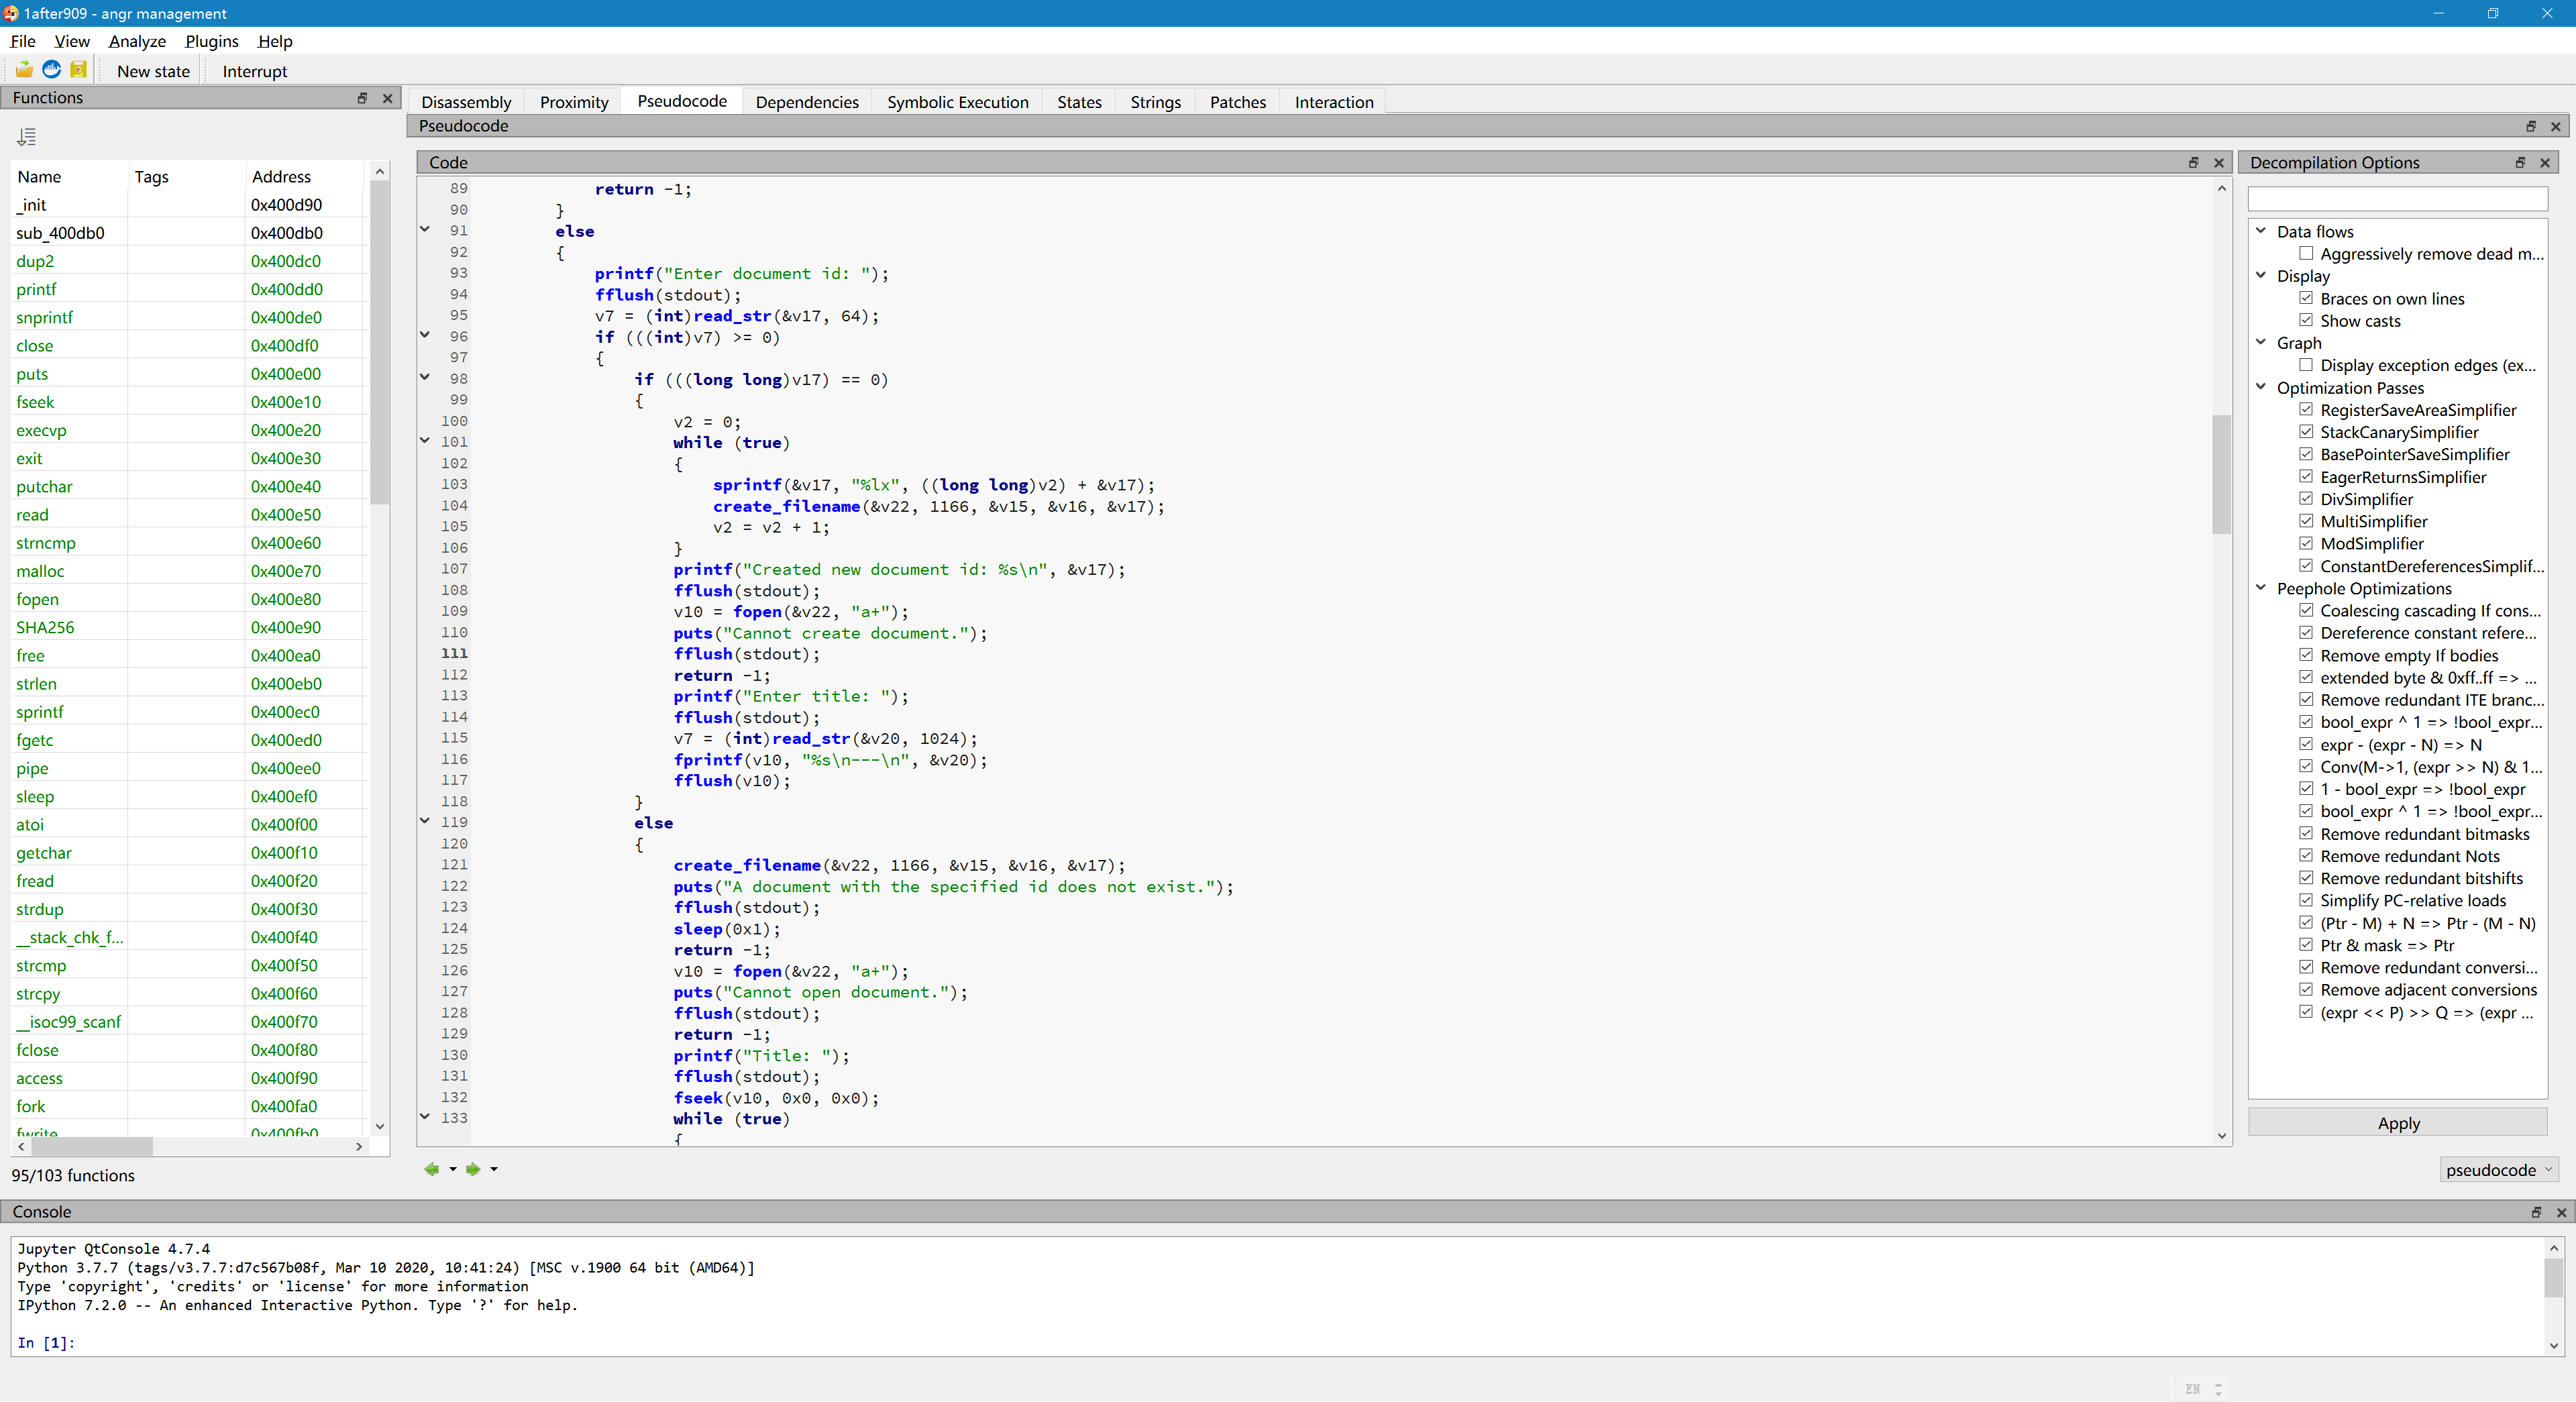 1after909 - angr management
File View Analyze Plugins Help
New state Interrupt
Functions
Name Tags Address
_init 0x400d90
sub_400db0 0x400db0
dup2 0x400dc0
printf 0x400dd0
snprintf 0x400de0
close 0x400df0
puts 0x400e00
fseek 0x400e10
execvp 0x400e20
exit 0x400e30
putchar 0x400e40
read 0x400e50
strncmp 0x400e60
malloc 0x400e70
fopen 0x400e80
SHA256 0x400e90
free 0x400ea0
strlen 0x400eb0
sprintf 0x400ec0
fgetc 0x400ed0
pipe 0x400ee0
sleep 0x400ef0
atoi 0x400f00
getchar 0x400f10
fread 0x400f20
strdup 0x400f30
__stack_chk_f... 0x400f40
strcmp 0x400f50
strcpy 0x400f60
__isoc99_scanf 0x400f70
fclose 0x400f80
access 0x400f90
fork 0x400fa0
fwrite 0x400fb0
95/103 functions
Disassembly Proximity Pseudocode Dependencies Symbolic Execution States Strings Patches Interaction
Pseudocode
Code
89 return -1;
90 }
91 else
92 {
93 printf("Enter document id: ");
94 fflush(stdout);
95 v7 = (int)read_str(&v17, 64);
96 if (((int)v7) >= 0)
97 {
98 if (((long long)v17) == 0)
99 {
100 v2 = 0;
101 while (true)
102 {
103 sprintf(&v17, "%lx", ((long long)v2) + &v17);
104 create_filename(&v22, 1166, &v15, &v16, &v17);
105 v2 = v2 + 1;
106 }
107 printf("Created new document id: %s\n", &v17);
108 fflush(stdout);
109 v10 = fopen(&v22, "a+");
110 puts("Cannot create document.");
111 fflush(stdout);
112 return -1;
113 printf("Enter title: ");
114 fflush(stdout);
115 v7 = (int)read_str(&v20, 1024);
116 fprintf(v10, "%s\n---\n", &v20);
117 fflush(v10);
118 }
119 else
120 {
121 create_filename(&v22, 1166, &v15, &v16, &v17);
122 puts("A document with the specified id does not exist.");
123 fflush(stdout);
124 sleep(0x1);
125 return -1;
126 v10 = fopen(&v22, "a+");
127 puts("Cannot open document.");
128 fflush(stdout);
129 return -1;
130 printf("Title: ");
131 fflush(stdout);
132 fseek(v10, 0x0, 0x0);
133 while (true)
{
Decompilation Options
Data flows
Aggressively remove dead m...
Display
Braces on own lines
Show casts
Graph
Display exception edges (ex...
Optimization Passes
RegisterSaveAreaSimplifier
StackCanarySimplifier
BasePointerSaveSimplifier
EagerReturnsSimplifier
DivSimplifier
MultiSimplifier
ModSimplifier
ConstantDereferencesSimplif...
Peephole Optimizations
Coalescing cascading If cons...
Dereference constant refere...
Remove empty If bodies
extended byte & 0xff..ff => ...
Remove redundant ITE branc...
bool_expr ^ 1 => !bool_expr...
expr - (expr - N) => N
Conv(M->1, (expr >> N) & 1...
1 - bool_expr => !bool_expr
bool_expr ^ 1 => !bool_expr...
Remove redundant bitmasks
Remove redundant Nots
Remove redundant bitshifts
Simplify PC-relative loads
(Ptr - M) + N => Ptr - (M - N)
Ptr & mask => Ptr
Remove redundant conversi...
Remove adjacent conversions
(expr << P) >> Q => (expr ...
Apply
pseudocode
Console
Jupyter QtConsole 4.7.4
Python 3.7.7 (tags/v3.7.7:d7c567b08f, Mar 10 2020, 10:41:24) [MSC v.1900 64 bit (AMD64)]
Type 'copyright', 'credits' or 'license' for more information
IPython 7.2.0 -- An enhanced Interactive Python. Type '?' for help.
In [1]:
EN